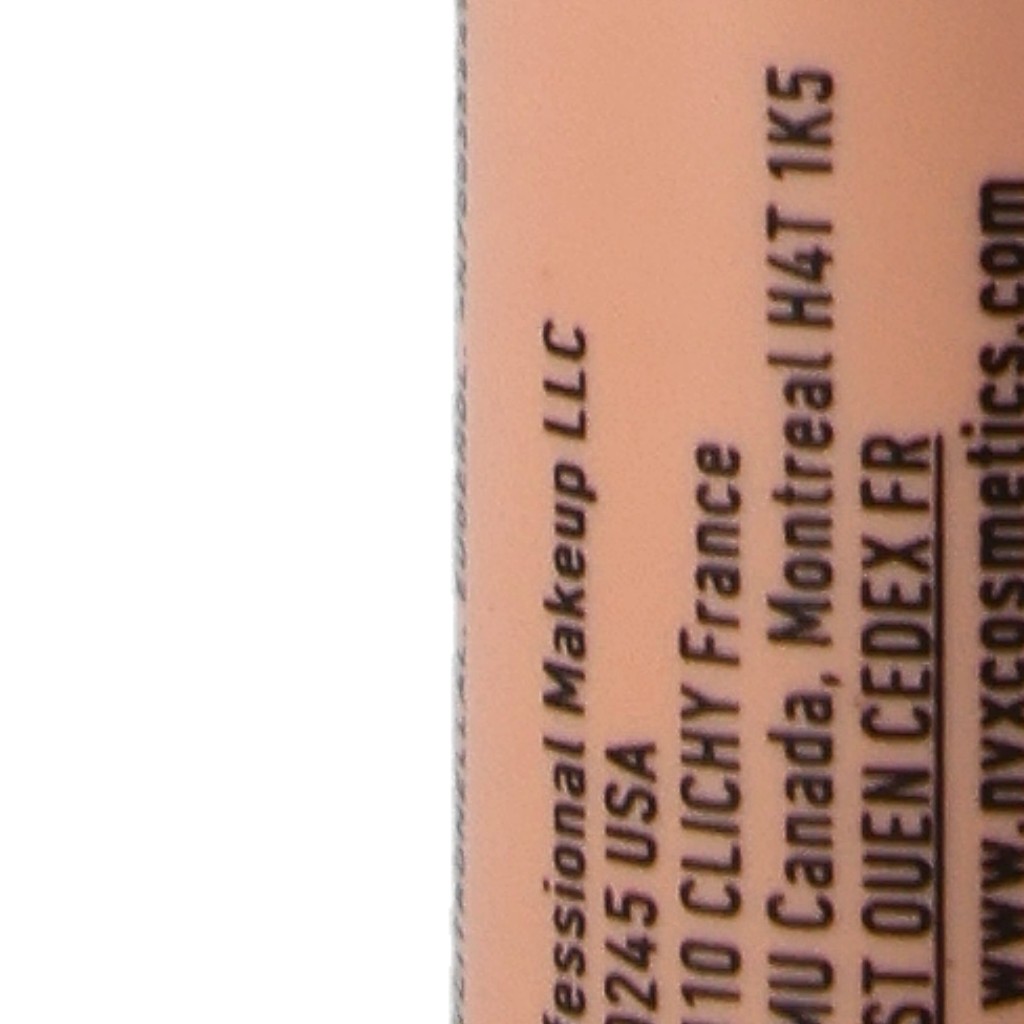 fessional Makeup LLC
0245 USA
110 CLICHY France
MU Canada, Montreal H4T 1K5
ST OUEN CEDEX FR
www.nyxcosmetics.com